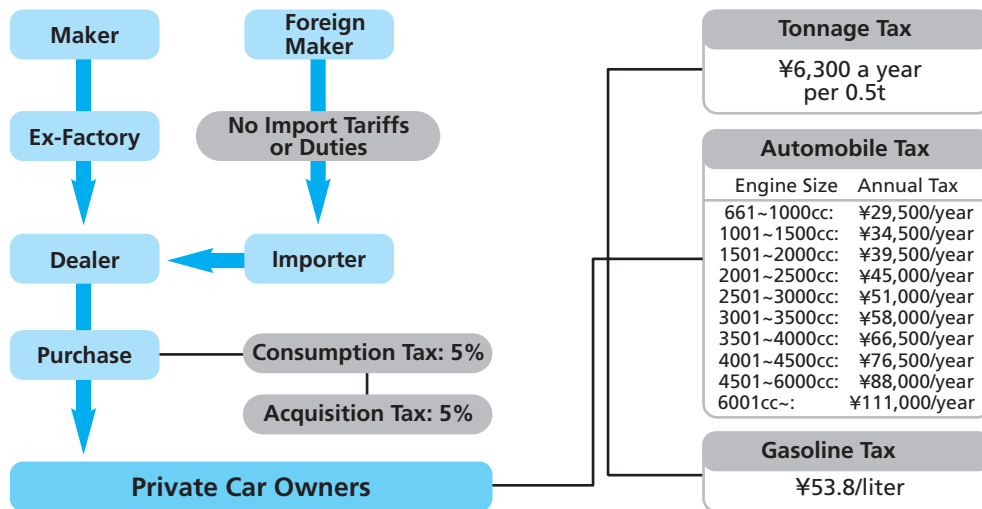 Maker
Foreign
Maker
Ex-Factory
No Import Tariffs
or Duties
Dealer
Importer
Purchase
Consumption Tax: 5%
Acquisition Tax: 5%
Private Car Owners
Tonnage Tax
¥6,300 a year
per 0.5t
Automobile Tax
Engine Size Annual Tax
661~1000cc: ¥29,500/year
1001~1500cc: ¥34,500/year
1501~2000cc: ¥39,500/year
2001~2500cc: ¥45,000/year
2501~3000cc: ¥51,000/year
3001~3500cc: ¥58,000/year
3501~4000cc: ¥66,500/year
4001~4500cc: ¥76,500/year
4501~6000cc: ¥88,000/year
6001cc~: ¥111,000/year
Gasoline Tax
¥53.8/liter